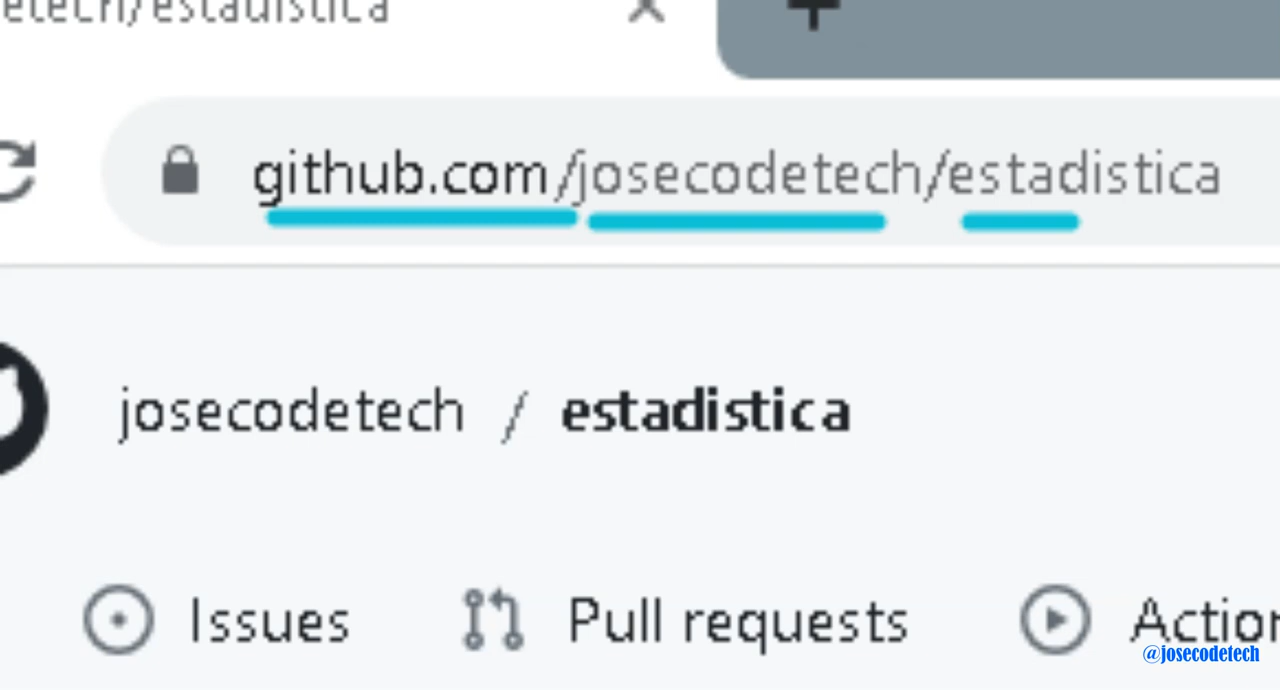 etech/estadistica
github.com/josecodetech/estadistica
josecodetech / estadistica
Issues Pull requests Action
@josecodetech